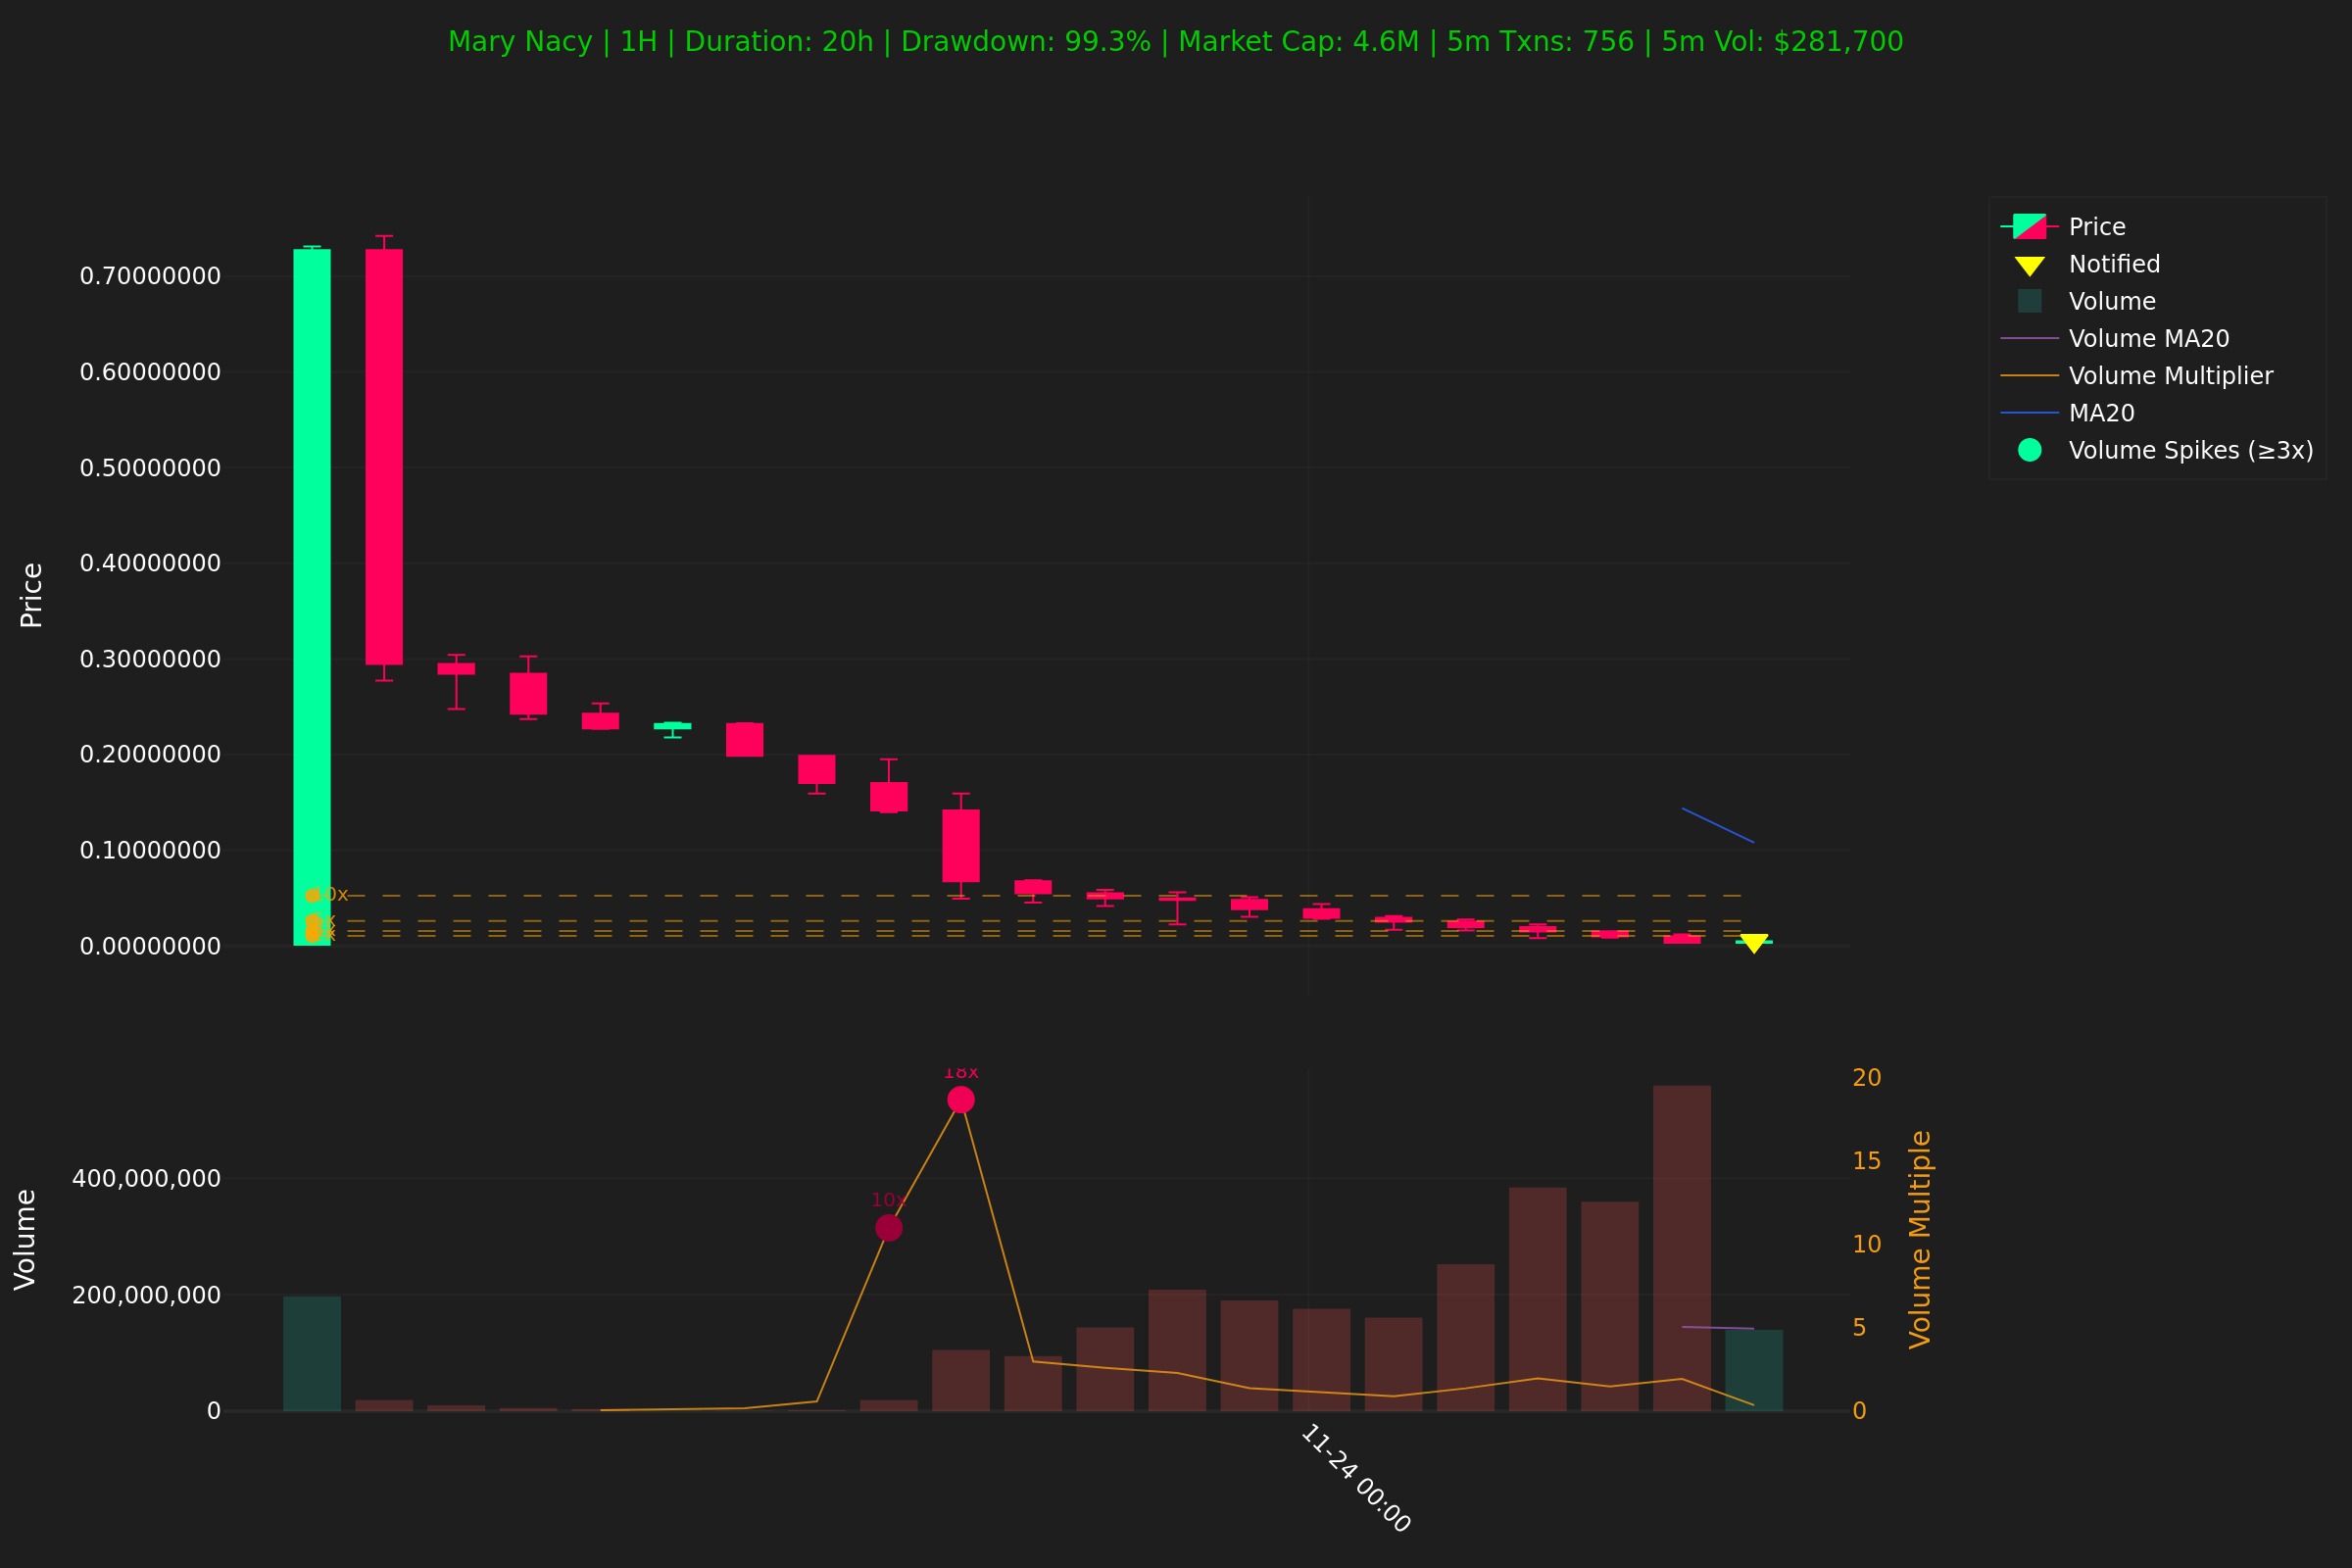 Mary Nacy | 1H | Duration: 20h | Drawdown: 99.3% | Market Cap: 4.6M | 5m Txns: 756 | 5m Vol: $281,700
Price
Notified
Volume
Volume MA20
Volume Multiplier
MA20
Volume Spikes (≥3x)
Price
0.70000000
0.60000000
0.50000000
0.40000000
0.30000000
0.20000000
0.10000000
0.00000000
Volume
400,000,000
200,000,000
0
18x
10x
20
15
10
5
0
Volume Multiple
11-24 00:00